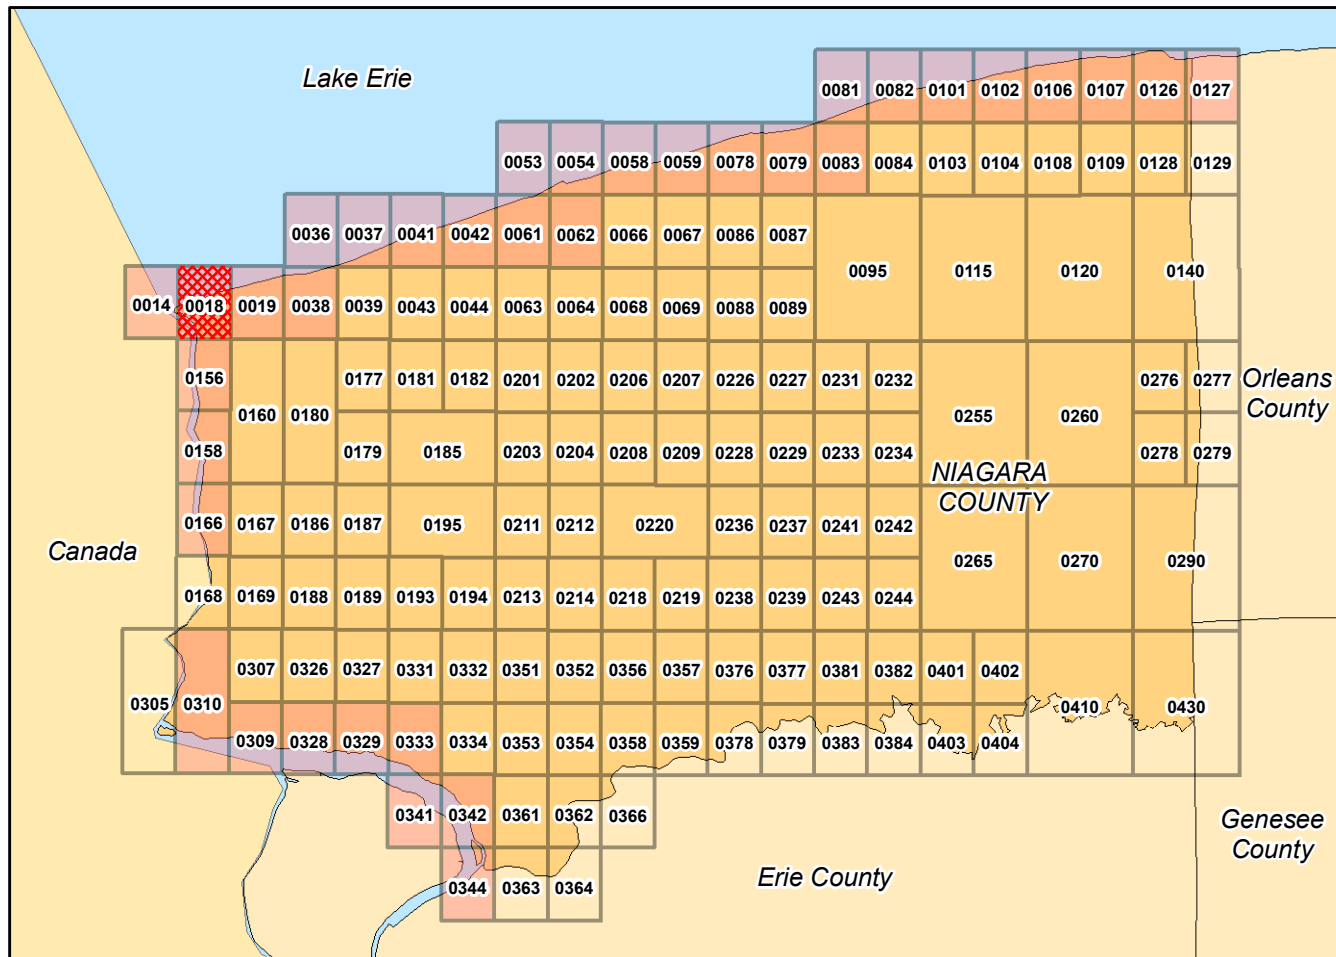 Lake Erie
0081 0082 0101 0102 0106 0107 0126 0127
0053 0054 0058 0059 0078 0079 0083 0084 0103 0104 0108 0109 0128 0129
0036 0037 0041 0042 0061 0062 0066 0067 0086 0087
0095 0115 0120 0140
0014 0018 0019 0038 0039 0043 0044 0063 0064 0068 0069 0088 0089
0156 0177 0181 0182 0201 0202 0206 0207 0226 0227 0231 0232 0276 0277
Orleans
County
0160 0180 0255 0260
0158 0179 0185 0203 0204 0208 0209 0228 0229 0233 0234 0278 0279
NIAGARA
COUNTY
0166 0167 0186 0187 0195 0211 0212 0220 0236 0237 0241 0242
Canada
0265 0270 0290
0168 0169 0188 0189 0193 0194 0213 0214 0218 0219 0238 0239 0243 0244
0307 0326 0327 0331 0332 0351 0352 0356 0357 0376 0377 0381 0382 0401 0402
0305 0310 0410 0430
0309 0328 0329 0333 0334 0353 0354 0358 0359 0378 0379 0383 0384 0403 0404
0341 0342 0361 0362 0366
Genesee
County
0344 0363 0364
Erie County